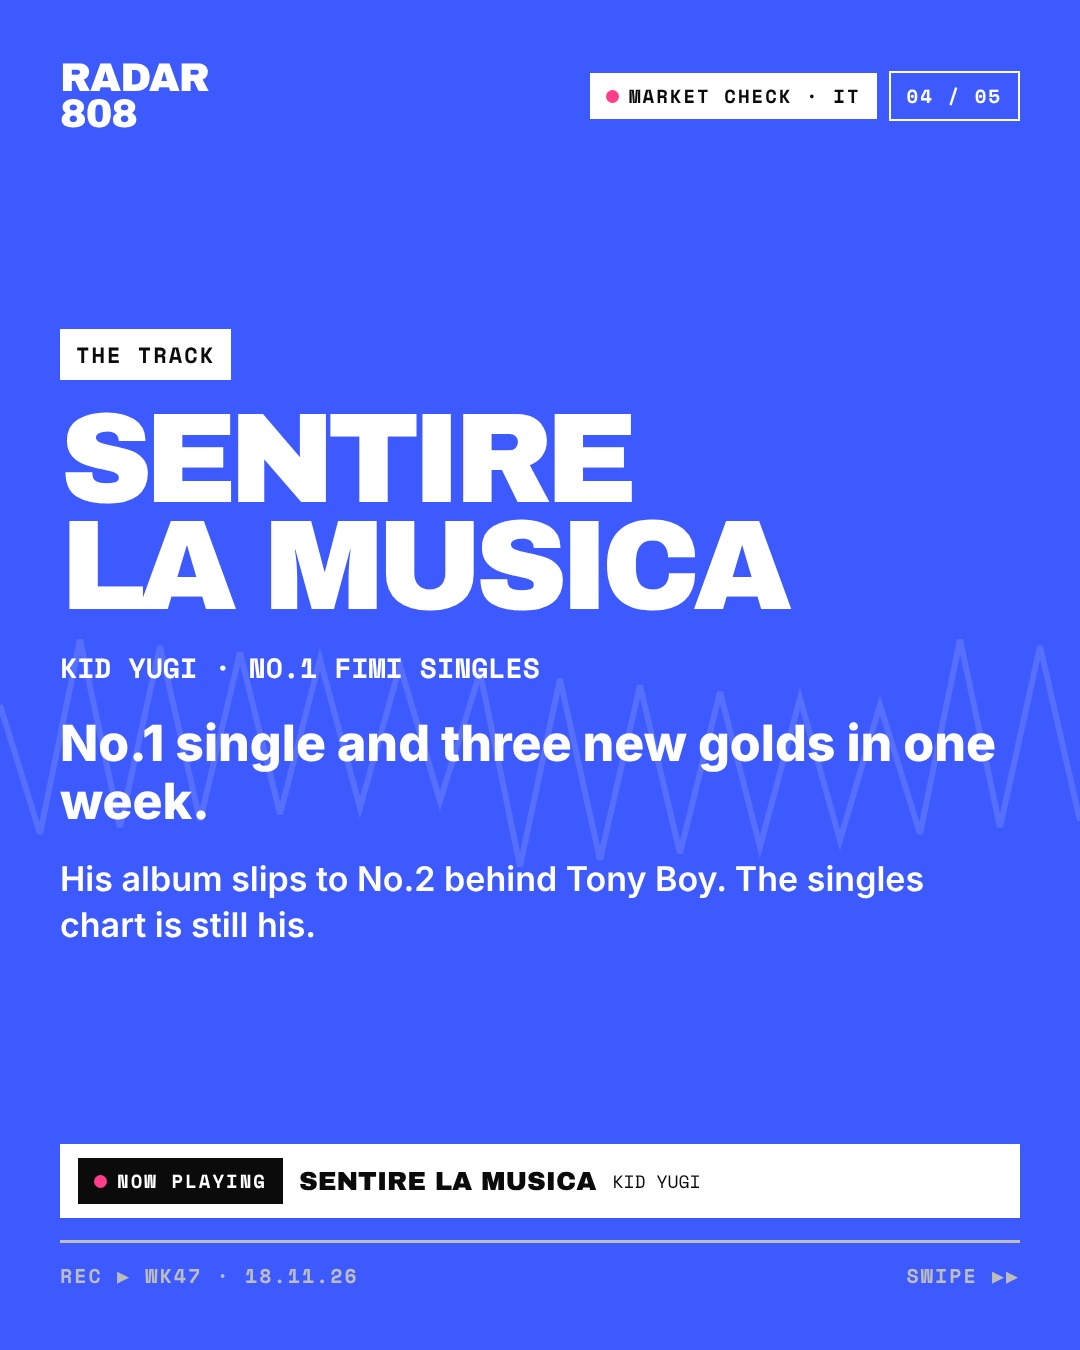 RADAR
808
MARKET CHECK · IT
04 / 05
THE TRACK
SENTIRE
LA MUSICA
KID YUGI · NO.1 FIMI SINGLES
No.1 single and three new golds in one
week.
His album slips to No.2 behind Tony Boy. The singles
chart is still his.
NOW PLAYING SENTIRE LA MUSICA KID YUGI
REC ▶ WK47 · 18.11.26
SWIPE ▶▶